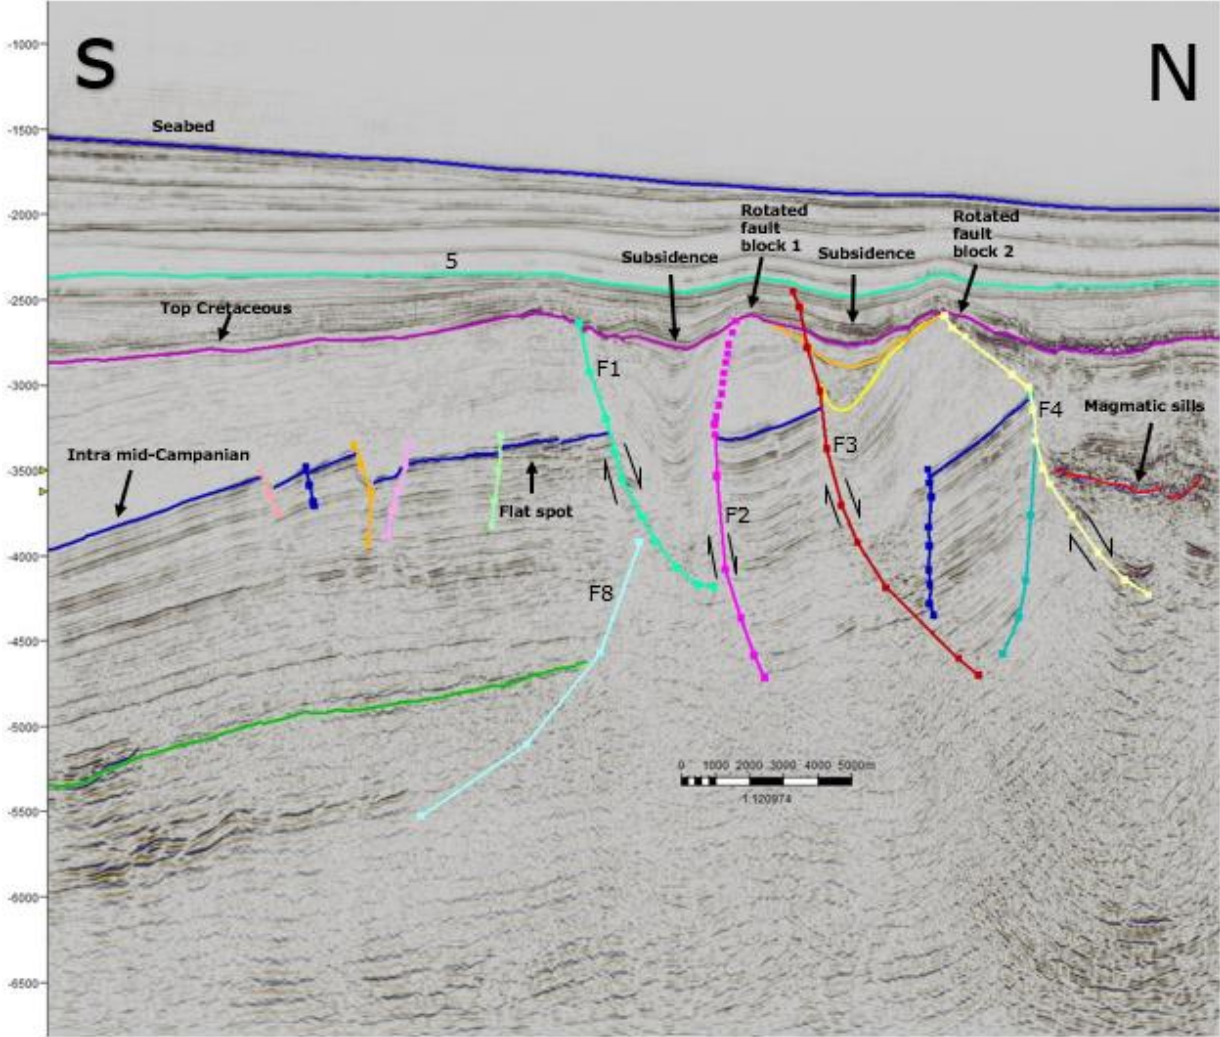 S
N
-1000
-1500
Seabed
-2000
Rotated
fault
block 1
Rotated
fault
block 2
5
Subsidence
Subsidence
-2500
Top Cretaceous
-3000
F1
F4
Magmatic sills
F3
Intra mid-Campanian
-3500
Flat spot
F2
-4000
F8
-4500
-5000
0 1000 2000 3000 4000 5000m
1:120974
-5500
-6000
-6500